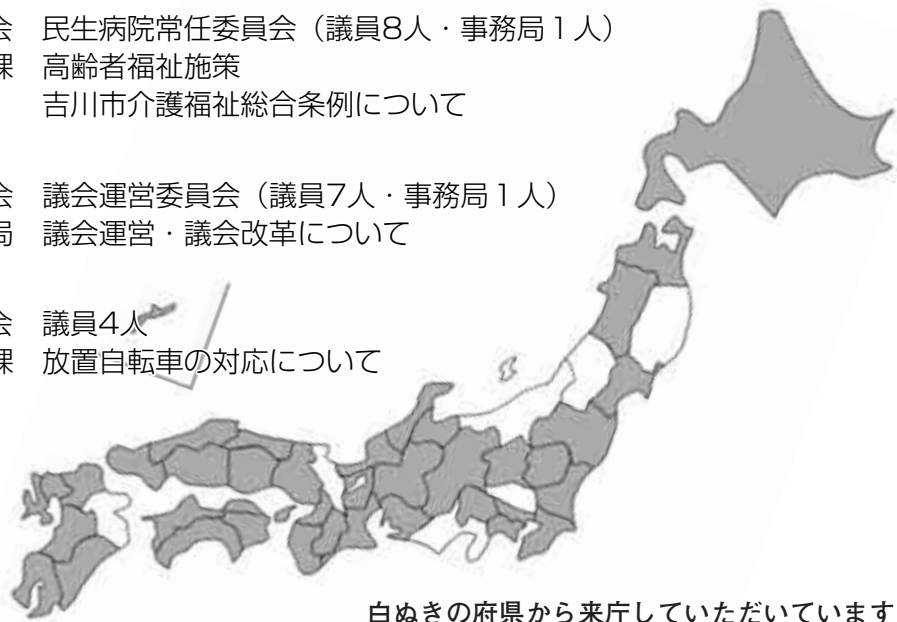 会　民生病院常任委員会（議員8人・事務局１人）
課　高齢者福祉施策
吉川市介護福祉総合条例について
会　議会運営委員会（議員7人・事務局１人）
局　議会運営・議会改革について
会　議員4人
課　放置自転車の対応について
白ぬきの府県から来庁していただいています